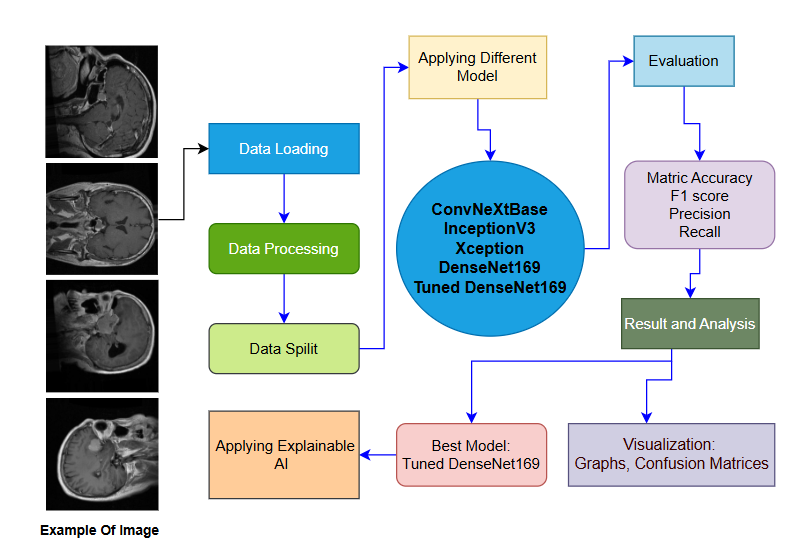 Applying Different
Model
Evaluation
Data Loading
Matric Accuracy
F1 score
Precision
Recall
ConvNeXtBase
InceptionV3
Xception
DenseNet169
Tuned DenseNet169
Data Processing
Result and Analysis
Data Spilit
Applying Explainable
AI
Best Model:
Tuned DenseNet169
Visualization:
Graphs, Confusion Matrices
Example Of Image